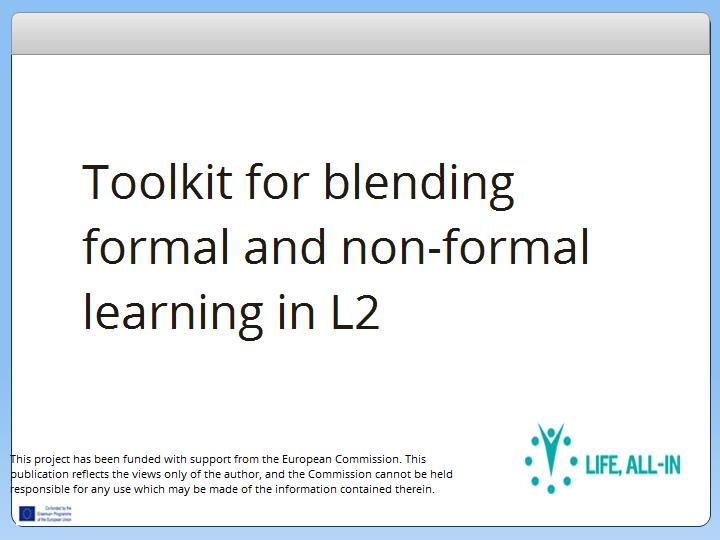 Toolkit for blending
formal and non-formal
learning in L2
This project has been funded with support from the European Commission. This
publication reflects the views only of the author, and the Commission cannot be held
responsible for any use which may be made of the information contained therein.
LIFE, ALL-IN
Co-funded by the
Erasmus+ Programme
of the European Union